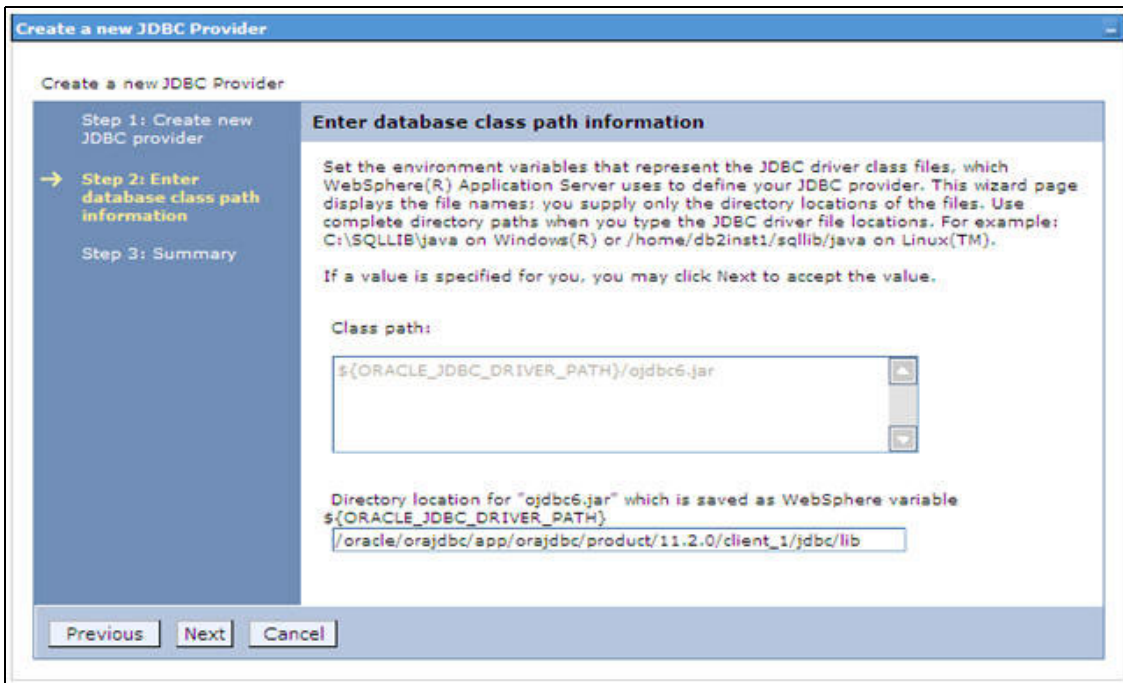 Create a new JDBC Provider
Create a new JDBC Provider
Step 1: Create new
JDBC provider
Step 2: Enter
database class path
information
Step 3: Summary
Enter database class path information
Set the environment variables that represent the JDBC driver class files, which
WebSphere(R) Application Server uses to define your JDBC provider. This wizard page
displays the file names; you supply only the directory locations of the files. Use
complete directory paths when you type the JDBC driver file locations. For example:
C:\SQLLIB\java on Windows(R) or /home/db2inst1/sqllib/java on Linux(TM).
If a value is specified for you, you may click Next to accept the value.
Class path:
${ORACLE_JDBC_DRIVER_PATH}/ojdbc6.jar
Directory location for "ojdbc6.jar" which is saved as WebSphere variable
${ORACLE_JDBC_DRIVER_PATH}
/oracle/orajdbc/app/orajdbc/product/11.2.0/client_1/jdbc/lib
Previous Next Cancel